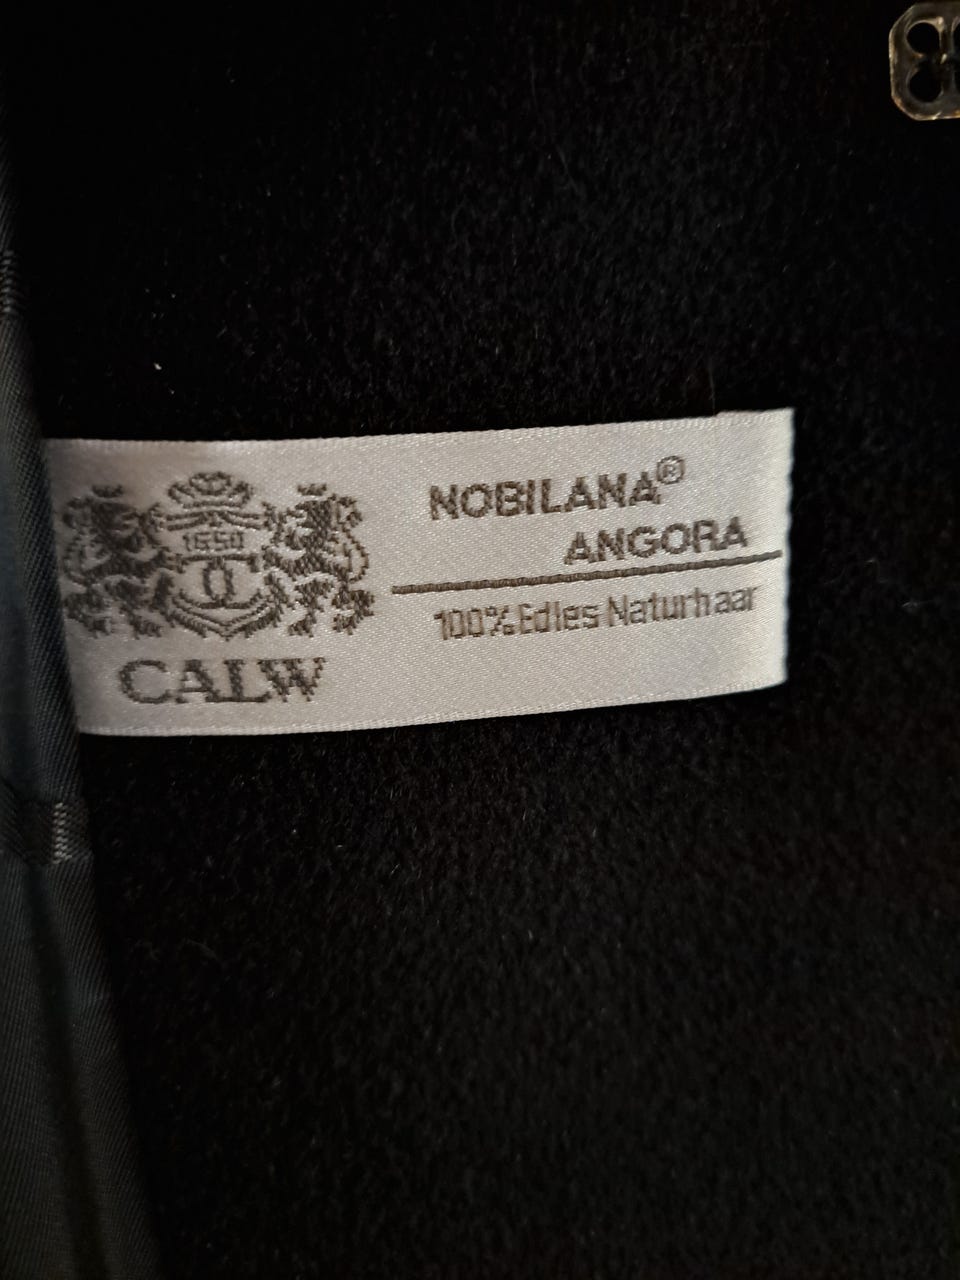 1650
CALW
NOBILANA®
ANGORA
100% Edles Naturhaar